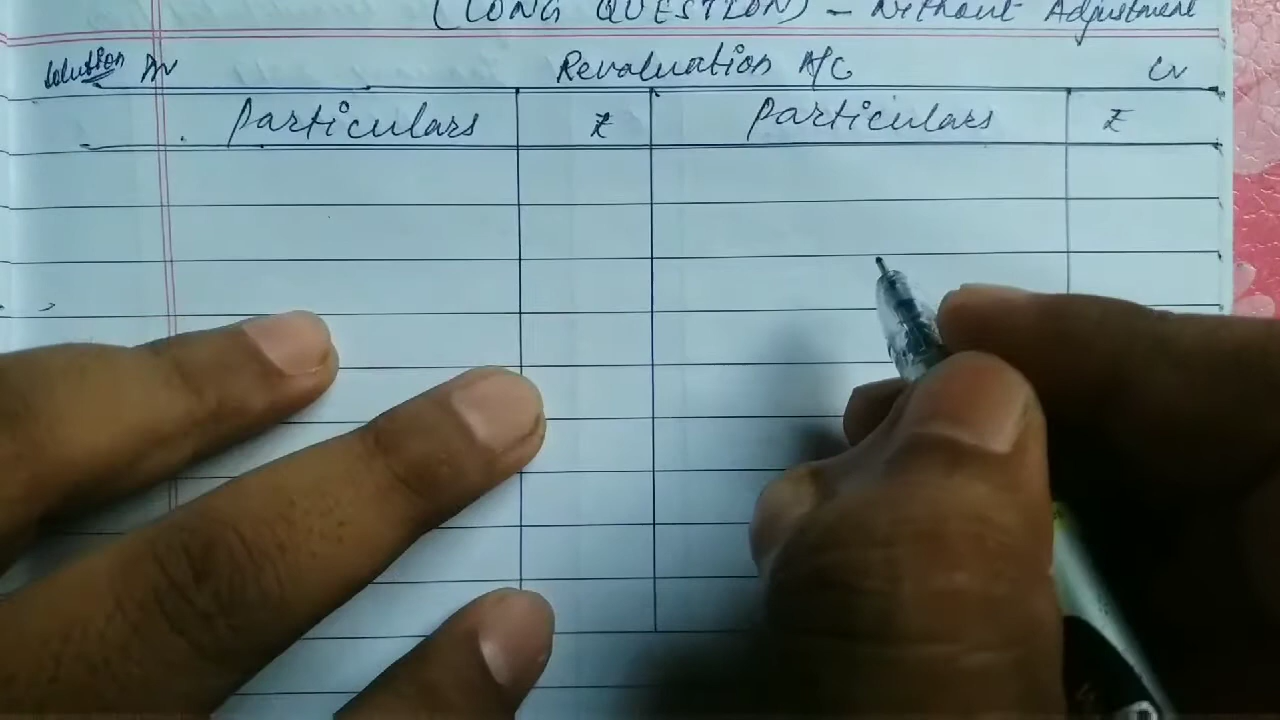 (LONG QUESTION) - Without Adjustment
Solution Dr Revaluation A/C Cr
Particulars ₹ Particulars ₹